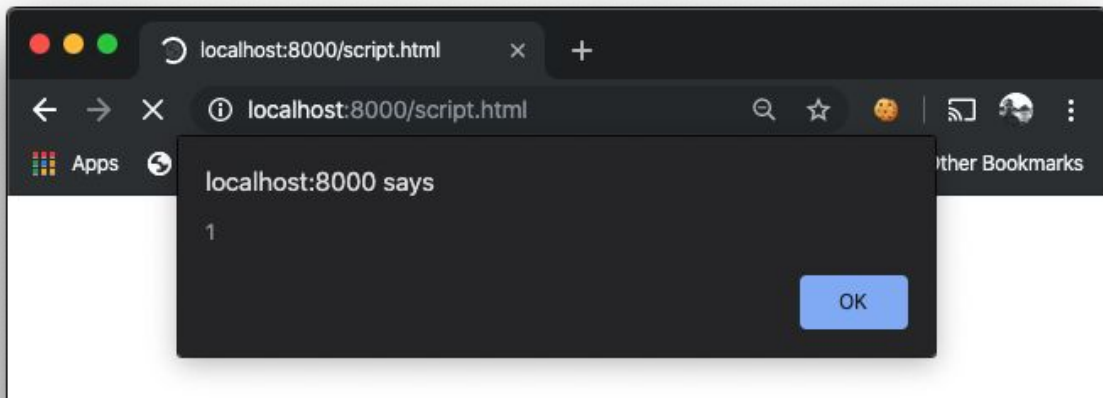 localhost:8000/script.html
localhost:8000/script.html
Apps
Other Bookmarks
localhost:8000 says
1
OK